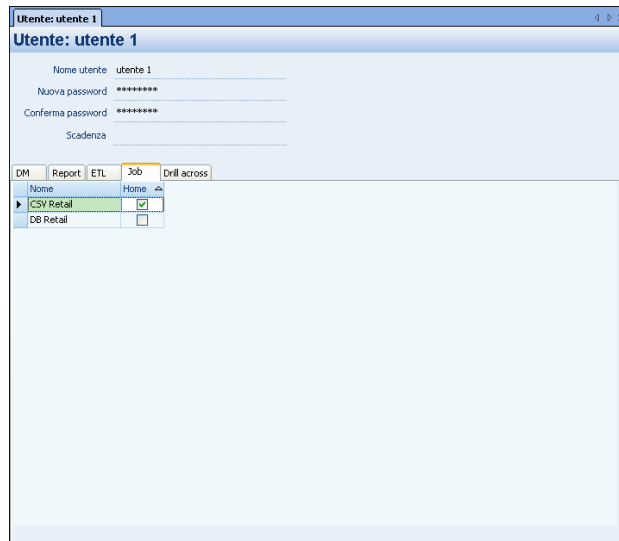 Utente: utente 1
Utente: utente 1
Nome utente utente 1
Nuova password ********
Conferma password ********
Scadenza
DM Report ETL Job Drill across
Nome Home
CSV Retail
DB Retail